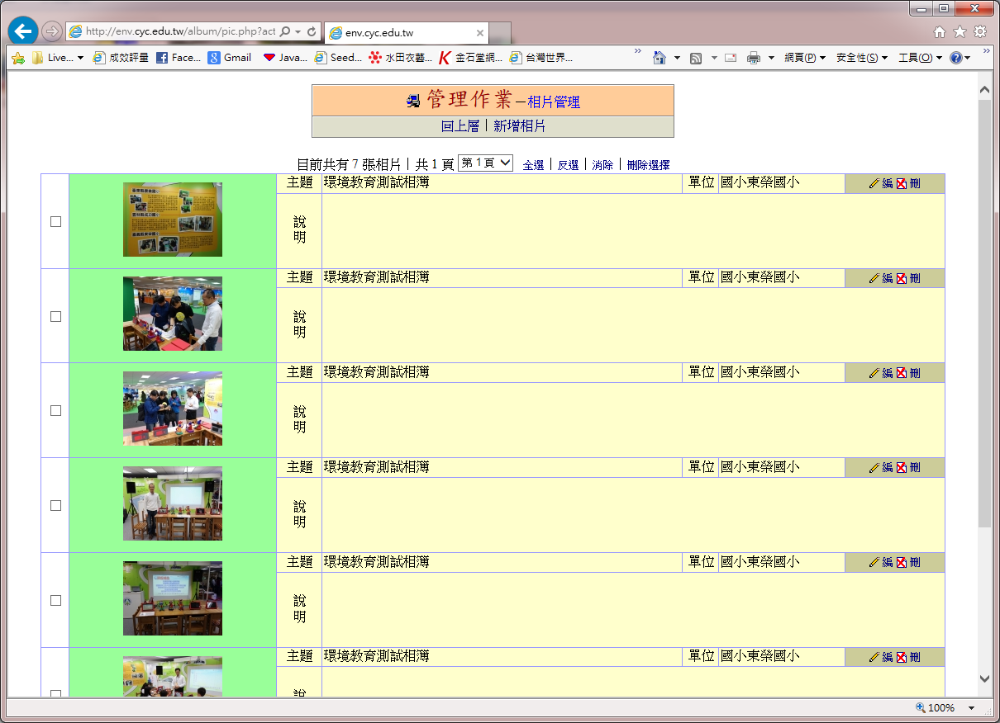 http://env.cyc.edu.tw/album/pic.php?act
env.cyc.edu.tw
Live... 成效評量 Face... Gmail Java... Seed... 水田衣藝... 金石堂網... 台灣世界... » 網頁(P) 安全性(S) 工具(O) »
管理作業－相片管理
回上層｜新增相片
目前共有 7 張相片｜ 共 1 頁 第 1 頁 全選｜反選｜消除｜刪除選擇
主題 環境教育測試相簿 單位 國小東榮國小 編 刪
說
明
主題 環境教育測試相簿 單位 國小東榮國小 編 刪
說
明
主題 環境教育測試相簿 單位 國小東榮國小 編 刪
說
明
主題 環境教育測試相簿 單位 國小東榮國小 編 刪
說
明
主題 環境教育測試相簿 單位 國小東榮國小 編 刪
說
明
主題 環境教育測試相簿 單位 國小東榮國小 編 刪
100%